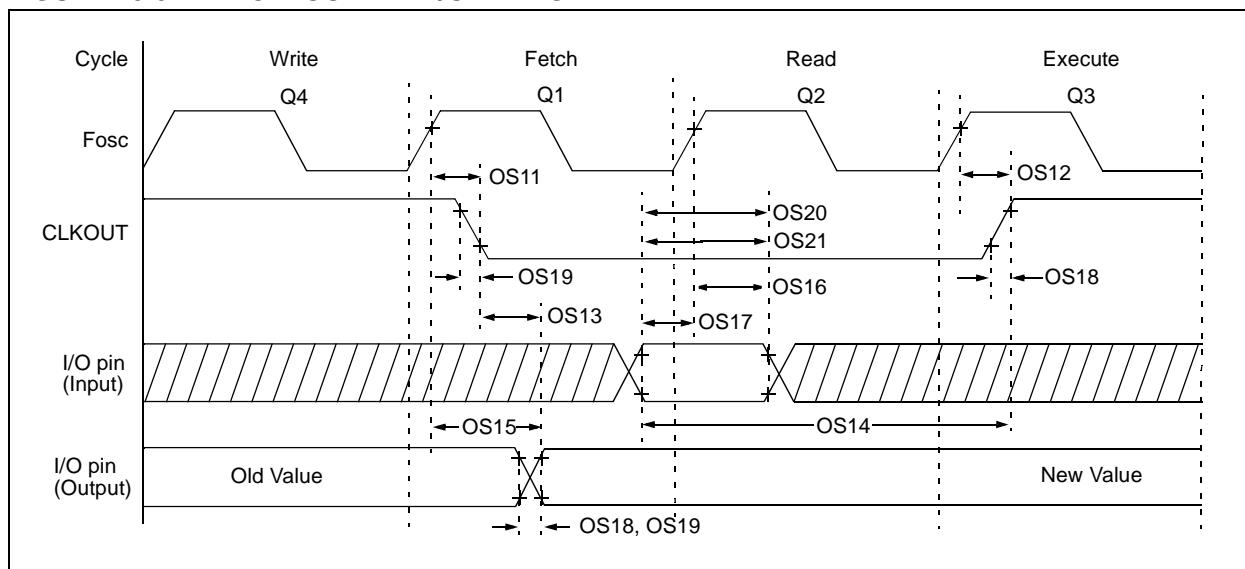 Cycle Write Fetch Read Execute
Q4 Q1 Q2 Q3
Fosc
OS11 OS12
OS20
CLKOUT
OS21
OS19 OS16 OS18
OS13 OS17
I/O pin
(Input)
OS15 OS14
I/O pin
(Output)
Old Value New Value
OS18, OS19